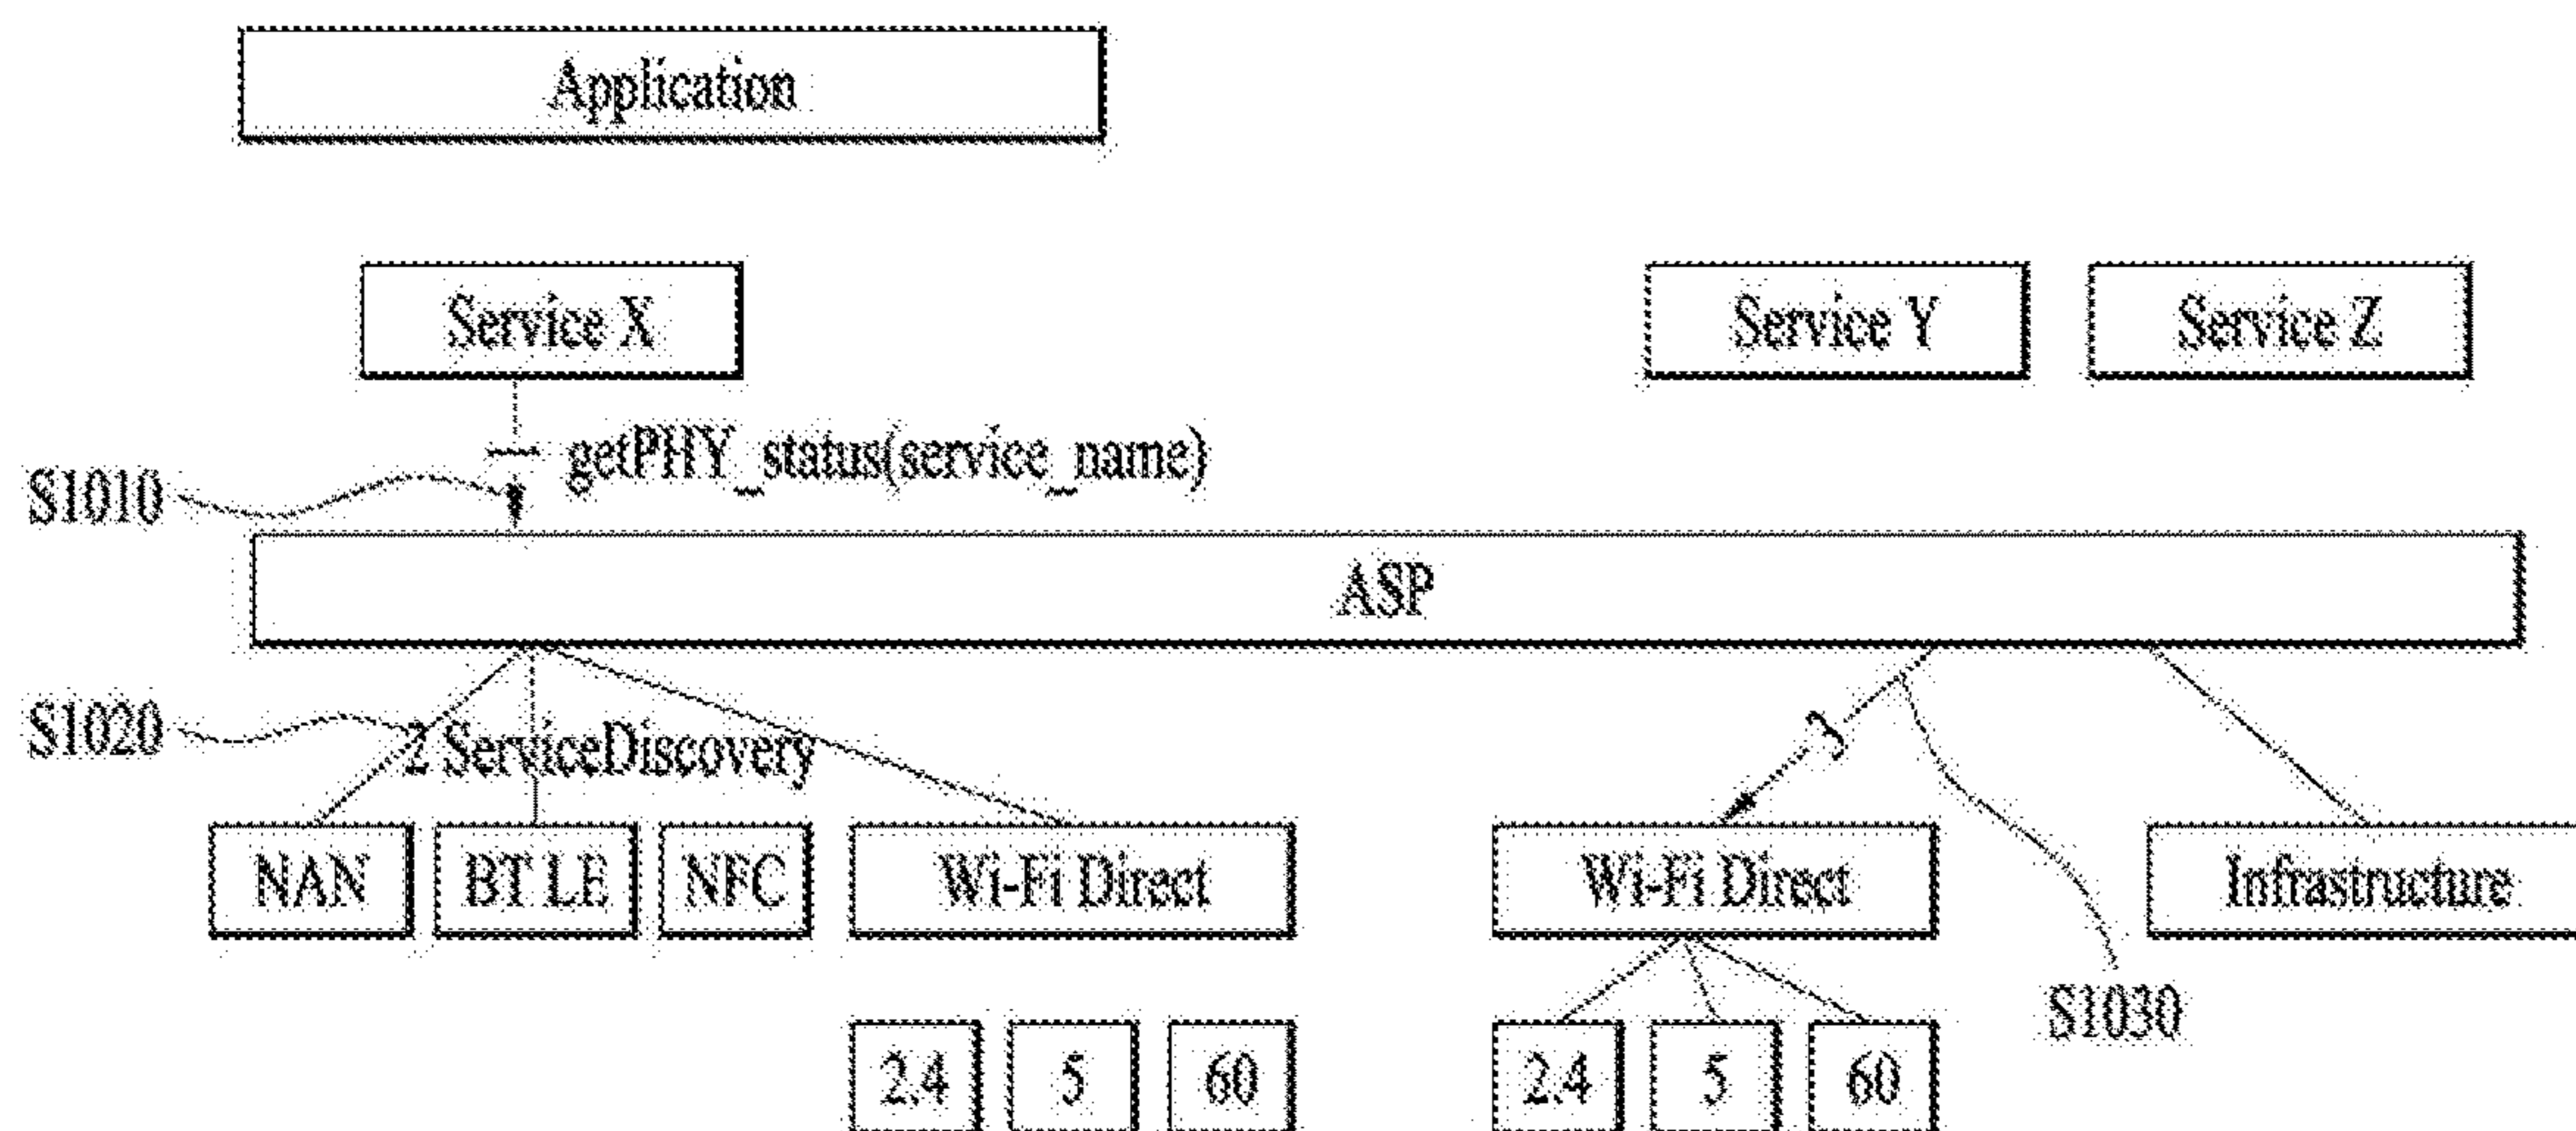 Application
Service X
Service Y
Service Z
getPHY_status(service_name)
S1010
ASP
S1020
2 ServiceDiscovery
3
NAN
BT LE
NFC
Wi-Fi Direct
Wi-Fi Direct
Infrastructure
S1030
2.4
5
60
2.4
5
60